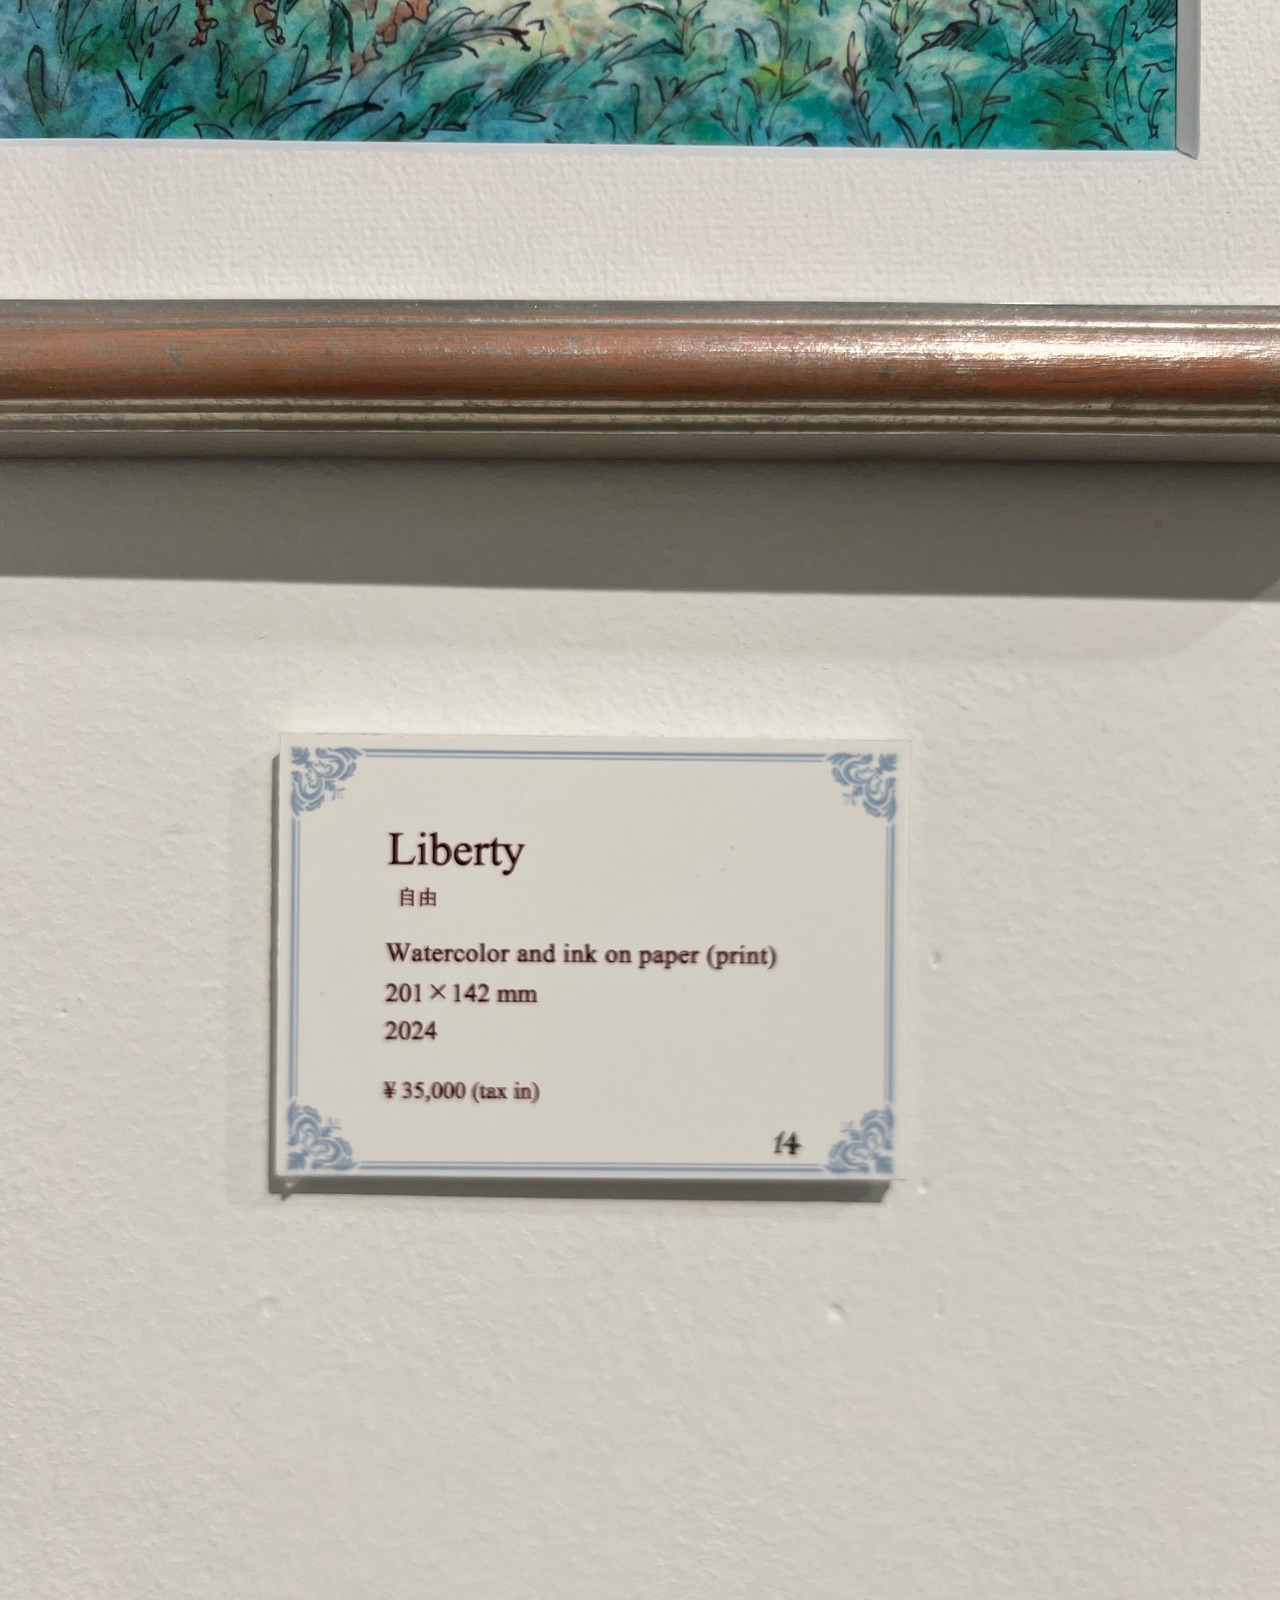 Liberty
自由
Watercolor and ink on paper (print)
201×142 mm
2024
¥ 35,000 (tax in)
14